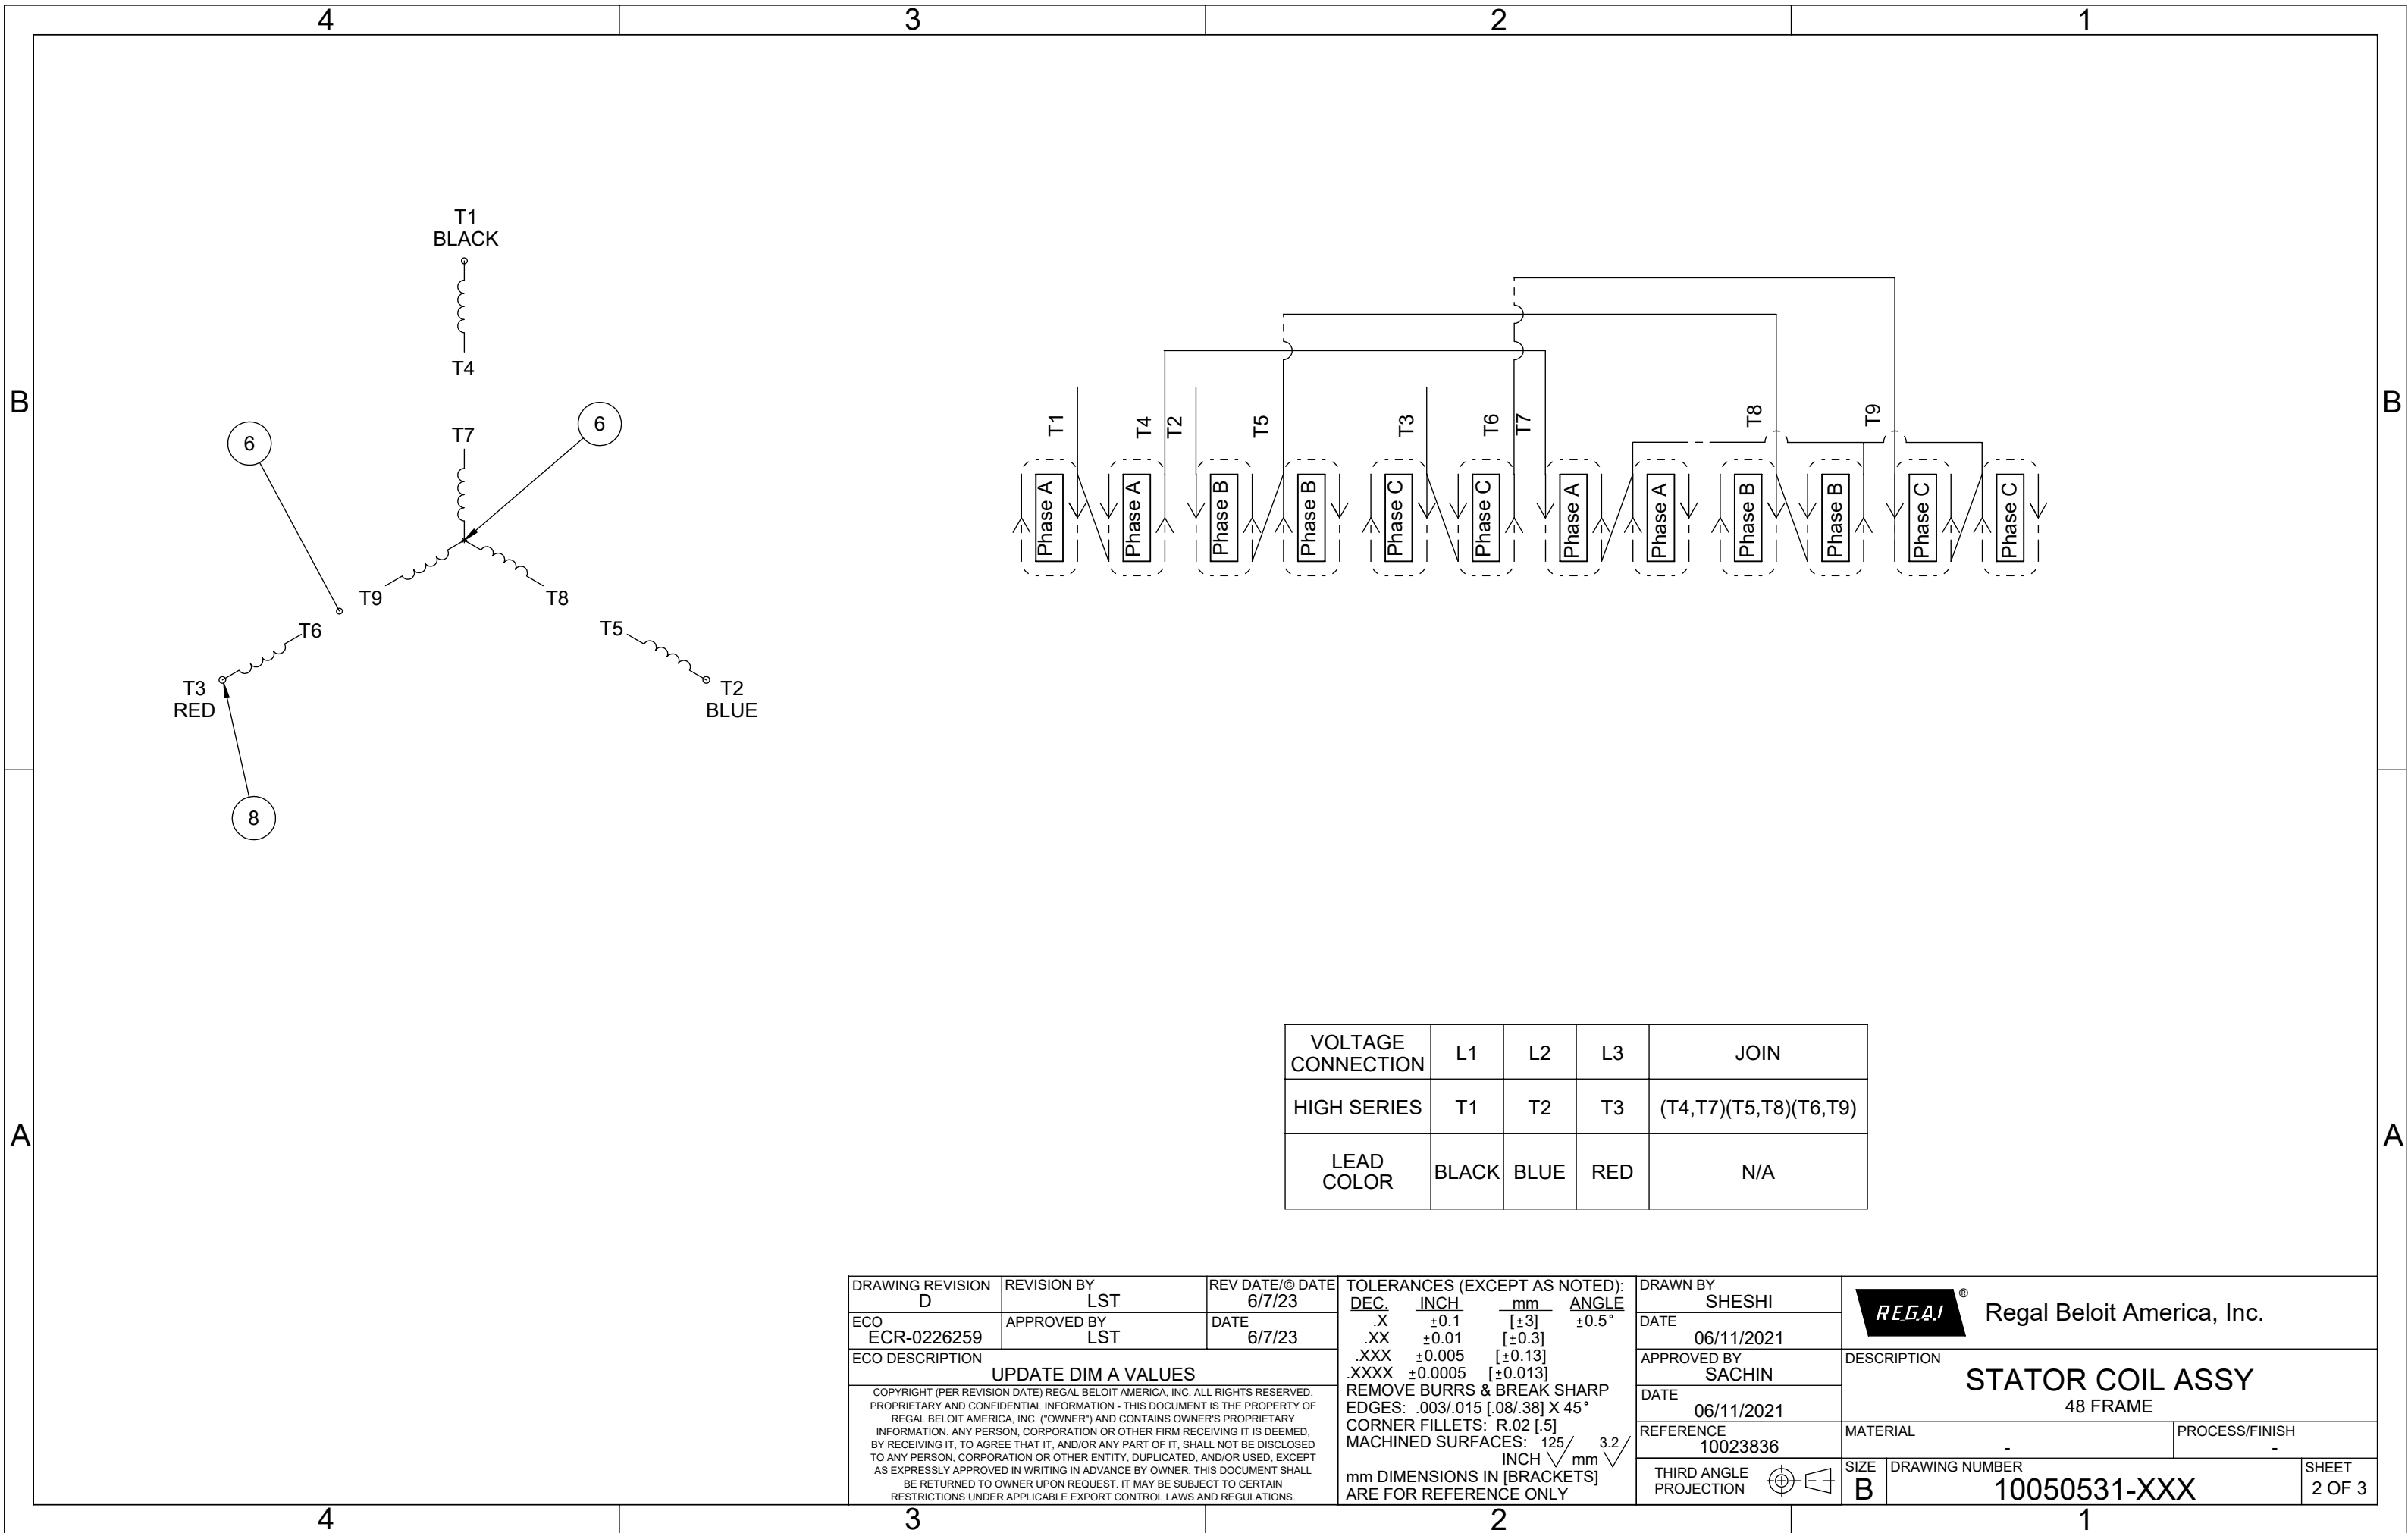 4 3 2 1
B B
A A
T1
BLACK
T4
T7
6
6
T9
T8
T6
T5
T3
RED
T2
BLUE
8
T1 T4 T2 T5 T3 T6 T7 T8 T9
Phase A Phase A Phase B Phase B Phase C Phase C Phase A Phase A Phase B Phase B Phase C Phase C
VOLTAGE CONNECTION L1 L2 L3 JOIN
HIGH SERIES T1 T2 T3 (T4,T7)(T5,T8)(T6,T9)
LEAD COLOR BLACK BLUE RED N/A
DRAWING REVISION
D
REVISION BY
LST
REV DATE/© DATE
6/7/23
ECO
ECR-0226259
APPROVED BY
LST
DATE
6/7/23
ECO DESCRIPTION
UPDATE DIM A VALUES
COPYRIGHT (PER REVISION DATE) REGAL BELOIT AMERICA, INC. ALL RIGHTS RESERVED.
PROPRIETARY AND CONFIDENTIAL INFORMATION - THIS DOCUMENT IS THE PROPERTY OF
REGAL BELOIT AMERICA, INC. ("OWNER") AND CONTAINS OWNER'S PROPRIETARY
INFORMATION. ANY PERSON, CORPORATION OR OTHER FIRM RECEIVING IT IS DEEMED,
BY RECEIVING IT, TO AGREE THAT IT, AND/OR ANY PART OF IT, SHALL NOT BE DISCLOSED
TO ANY PERSON, CORPORATION OR OTHER ENTITY, DUPLICATED, AND/OR USED, EXCEPT
AS EXPRESSLY APPROVED IN WRITING IN ADVANCE BY OWNER. THIS DOCUMENT SHALL
BE RETURNED TO OWNER UPON REQUEST. IT MAY BE SUBJECT TO CERTAIN
RESTRICTIONS UNDER APPLICABLE EXPORT CONTROL LAWS AND REGULATIONS.
TOLERANCES (EXCEPT AS NOTED):
DEC. INCH mm ANGLE
.X ±0.1 [±3] ±0.5°
.XX ±0.01 [±0.3]
.XXX ±0.005 [±0.13]
.XXXX ±0.0005 [±0.013]
REMOVE BURRS & BREAK SHARP
EDGES: .003/.015 [.08/.38] X 45°
CORNER FILLETS: R.02 [.5]
MACHINED SURFACES: 125 3.2
INCH mm
mm DIMENSIONS IN [BRACKETS]
ARE FOR REFERENCE ONLY
DRAWN BY
SHESHI
DATE
06/11/2021
APPROVED BY
SACHIN
DATE
06/11/2021
REFERENCE
10023836
THIRD ANGLE
PROJECTION
REGAL ® Regal Beloit America, Inc.
DESCRIPTION
STATOR COIL ASSY
48 FRAME
MATERIAL
-
PROCESS/FINISH
-
SIZE
B
DRAWING NUMBER
10050531-XXX
SHEET
2 OF 3
4 3 2 1